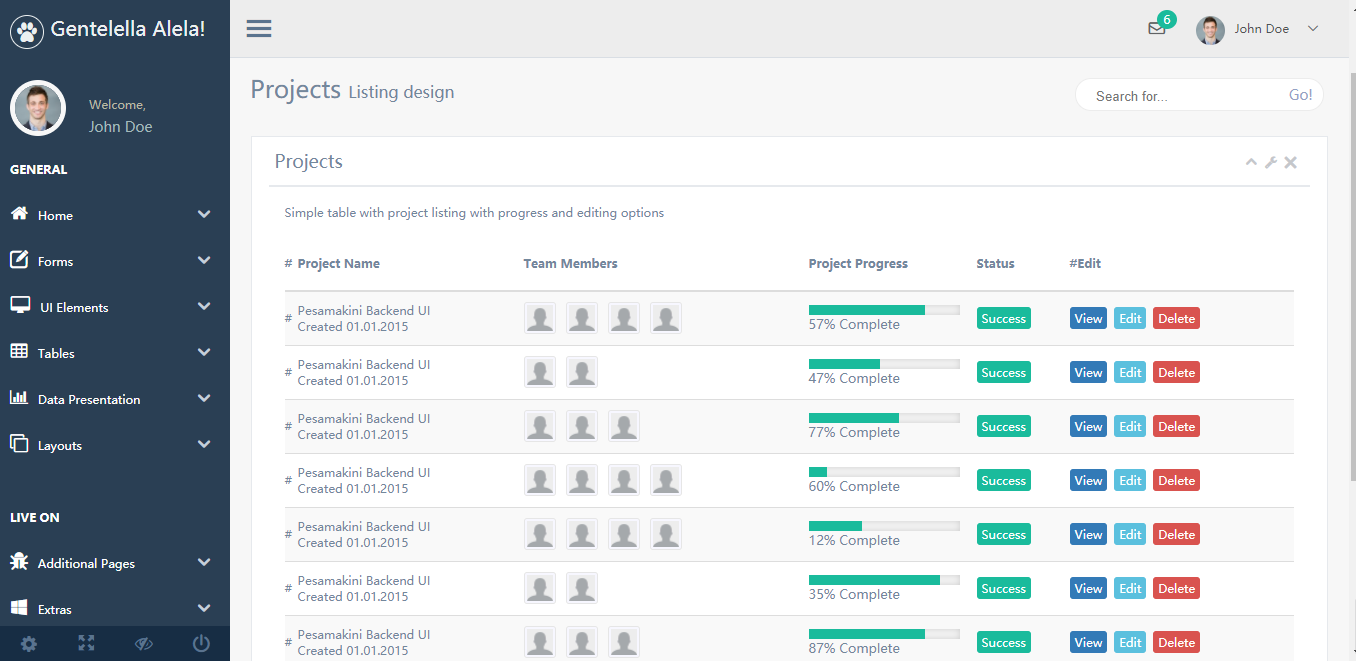 Gentelella Alela!
6
John Doe
Welcome,
John Doe
GENERAL
Home
Forms
UI Elements
Tables
Data Presentation
Layouts
LIVE ON
Additional Pages
Extras
Projects Listing design
Search for... Go!
Projects
Simple table with project listing with progress and editing options
# Project Name Team Members Project Progress Status #Edit
# Pesamakini Backend UI
Created 01.01.2015
57% Complete Success View Edit Delete
# Pesamakini Backend UI
Created 01.01.2015
47% Complete Success View Edit Delete
# Pesamakini Backend UI
Created 01.01.2015
77% Complete Success View Edit Delete
# Pesamakini Backend UI
Created 01.01.2015
60% Complete Success View Edit Delete
# Pesamakini Backend UI
Created 01.01.2015
12% Complete Success View Edit Delete
# Pesamakini Backend UI
Created 01.01.2015
35% Complete Success View Edit Delete
# Pesamakini Backend UI
Created 01.01.2015
87% Complete Success View Edit Delete